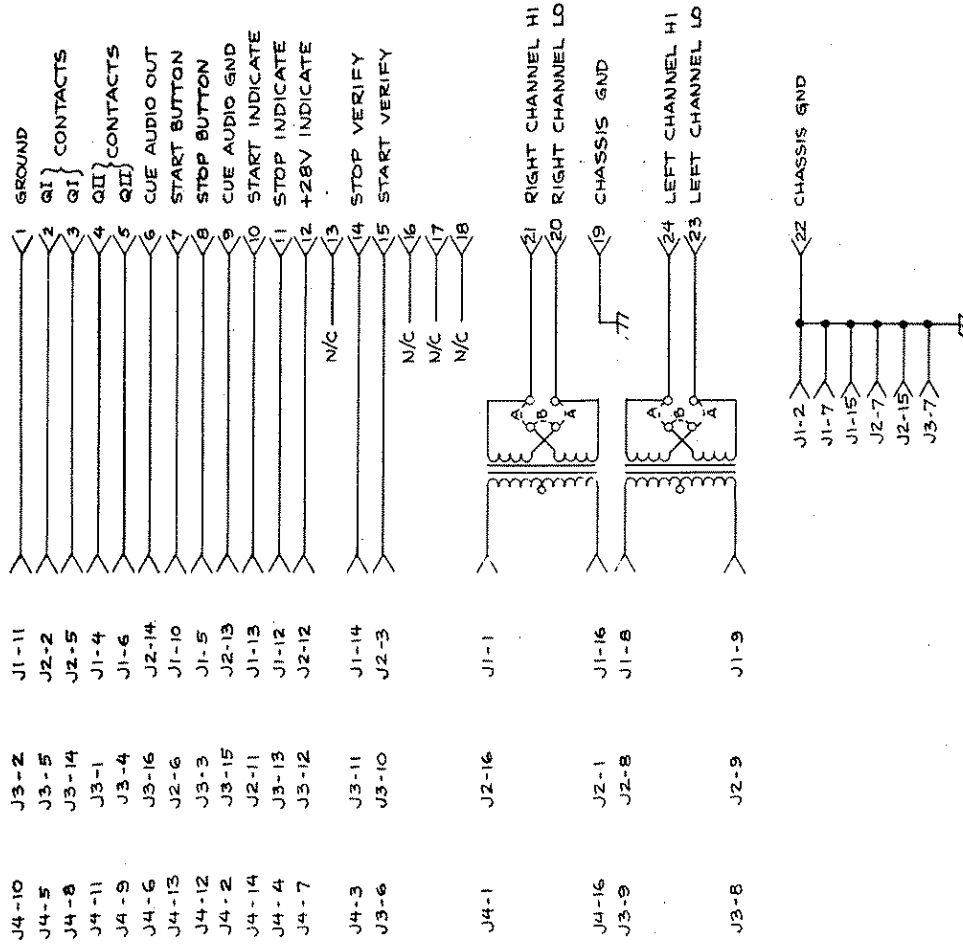 J4-10 J3-2 J1-11 1 GROUND
J4-5 J3-5 J2-2 2 QI } CONTACTS
J4-8 J3-14 J2-5 3 QI
J4-11 J3-1 J1-4 4 QII } CONTACTS
J4-9 J3-4 J1-6 5 QII
J4-6 J3-16 J2-14 6 CUE AUDIO OUT
J4-13 J2-6 J1-10 7 START BUTTON
J4-12 J3-3 J1-5 8 STOP BUTTON
J4-2 J3-15 J2-13 9 CUE AUDIO GND
J4-14 J2-11 J1-13 10 START INDICATE
J4-4 J3-13 J1-12 11 STOP INDICATE
J4-7 J3-12 J2-12 12 +28V INDICATE
N/C 13
J4-3 J3-11 J1-14 14 STOP VERIFY
J3-6 J3-10 J2-3 15 START VERIFY
N/C 16
N/C 17
N/C 18
J4-1 J2-16 J1-1
A 21 RIGHT CHANNEL HI
B
A 20 RIGHT CHANNEL LO
J4-16 J2-1 J1-16 19 CHASSIS GND
J3-9 J2-8 J1-8
A 24 LEFT CHANNEL HI
B
A 23 LEFT CHANNEL LO
J3-8 J2-9 J1-9
J1-2 22 CHASSIS GND
J1-7
J1-15
J2-7
J2-15
J3-7